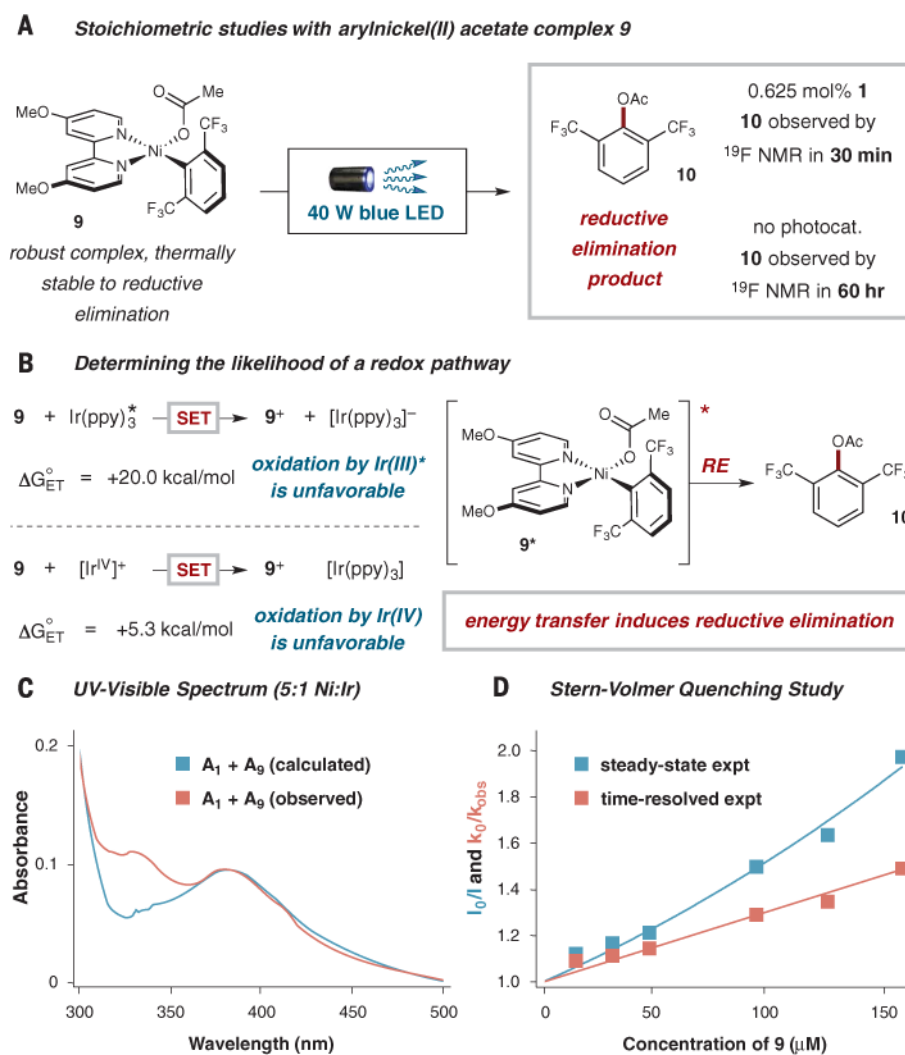 A Stoichiometric studies with arylnickel(II) acetate complex 9
O
Me
O
MeO
CF3
N
Ni
N
MeO
F3C
9
robust complex, thermally
stable to reductive
elimination
40 W blue LED
OAc
CF3
CF3
10
reductive
elimination
product
0.625 mol% 1
10 observed by
19F NMR in 30 min
no photocat.
10 observed by
19F NMR in 60 hr
B Determining the likelihood of a redox pathway
9 + Ir(ppy)3* SET 9+ + [Ir(ppy)3]−
ΔG°ET = +20.0 kcal/mol
oxidation by Ir(III)*
is unfavorable
9 + [IrIV]+ SET 9+ [Ir(ppy)3]
ΔG°ET = +5.3 kcal/mol
oxidation by Ir(IV)
is unfavorable
O
Me
*
O
MeO
CF3
N
Ni
N
MeO
F3C
9*
RE
OAc
CF3
CF3
10
energy transfer induces reductive elimination
C UV-Visible Spectrum (5:1 Ni:Ir)
A1 + A9 (calculated)
A1 + A9 (observed)
0.2
0.1
0
Absorbance
300 350 400 450 500
Wavelength (nm)
D Stern-Volmer Quenching Study
steady-state expt
time-resolved expt
2.0
1.8
1.6
1.4
1.2
1.0
I0/I and k0/kobs
0 50 100 150
Concentration of 9 (μM)